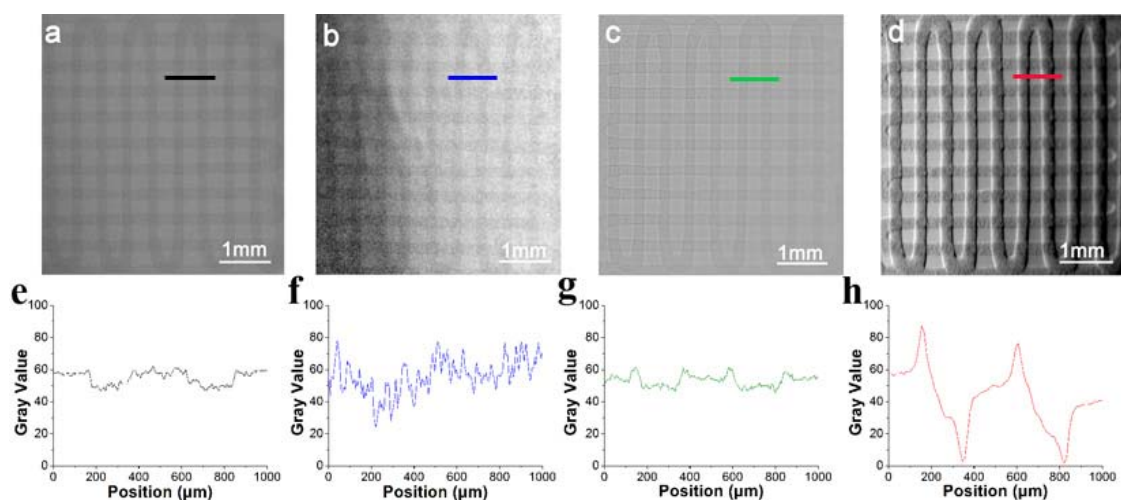 a b c d
1mm 1mm 1mm 1mm
e f g h
100 100 100 100
80 80 80 80
60 60 60 60
40 40 40 40
20 20 20 20
0 0 0 0
Gray Value Gray Value Gray Value Gray Value
0 200 400 600 800 1000 0 200 400 600 800 1000 0 200 400 600 800 1000 0 200 400 600 800 1000
Position (µm) Position (µm) Position (µm) Position (µm)